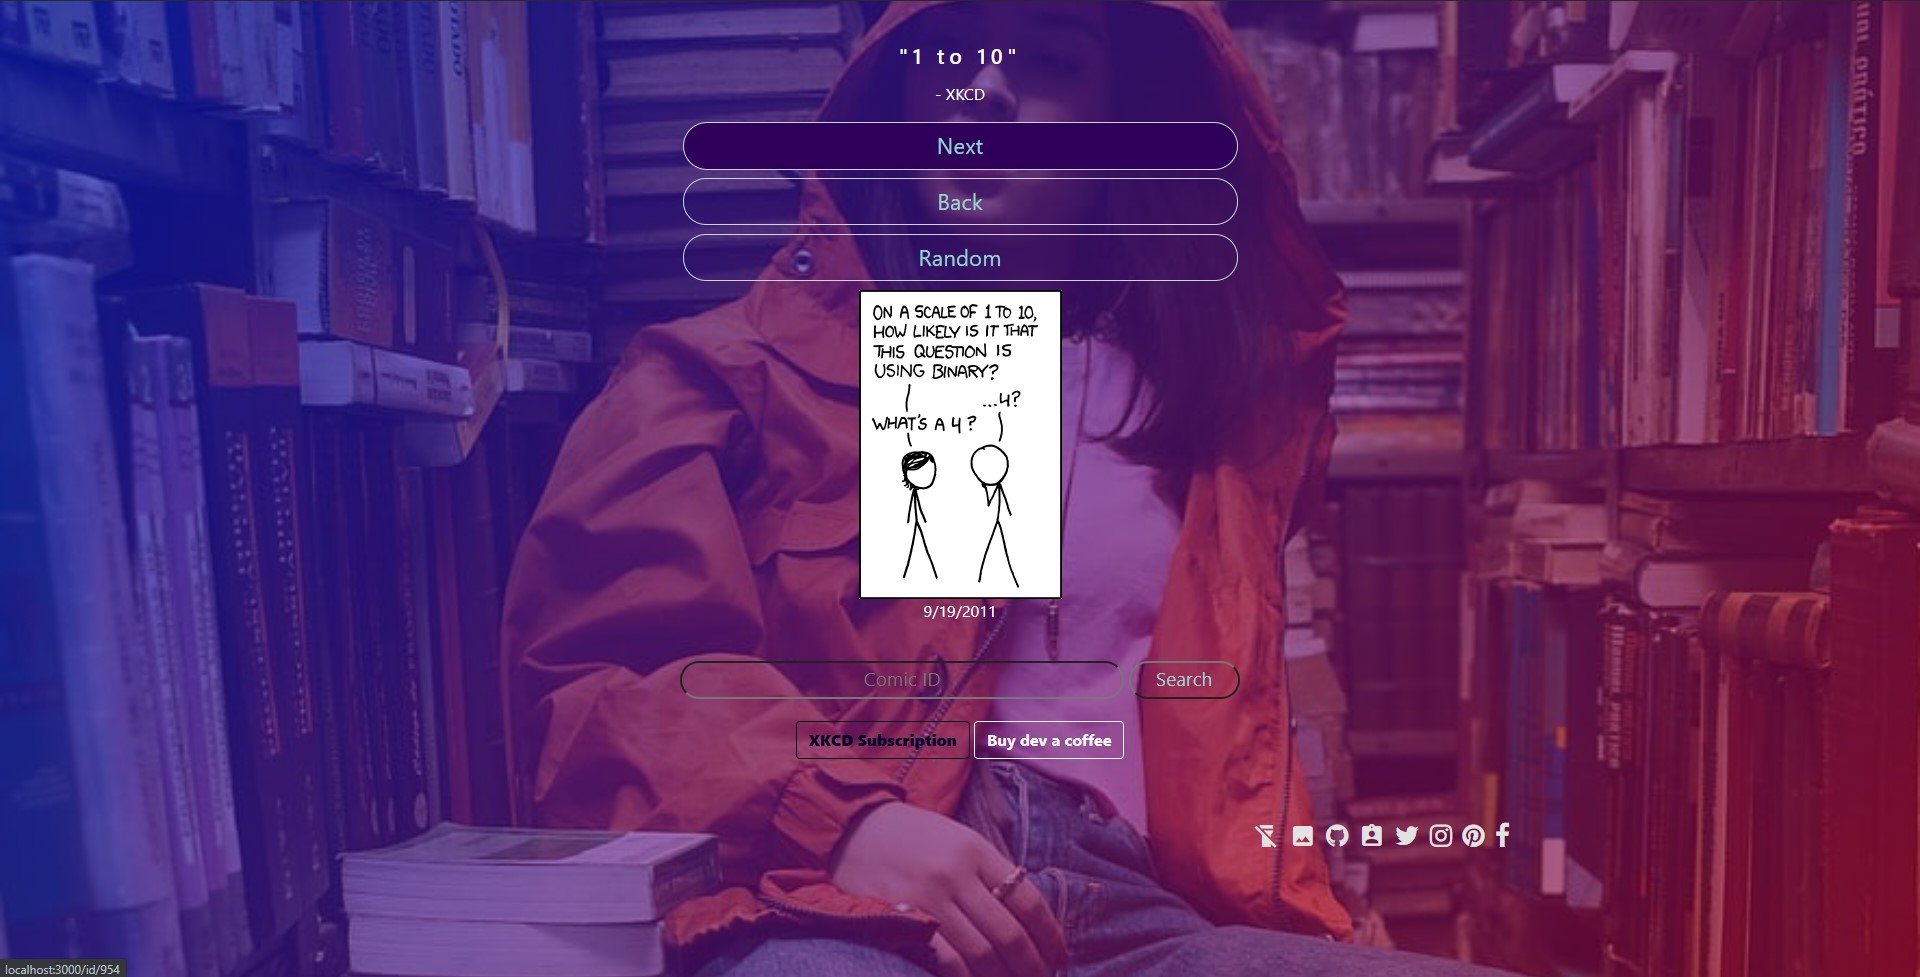 "1 to 10"
- XKCD
Next
Back
Random
ON A SCALE OF 1 TO 10,
HOW LIKELY IS IT THAT
THIS QUESTION IS
USING BINARY?
...4?
WHAT'S A 4?
9/19/2011
Comic ID
Search
XKCD Subscription
Buy dev a coffee
localhost:3000/id/954